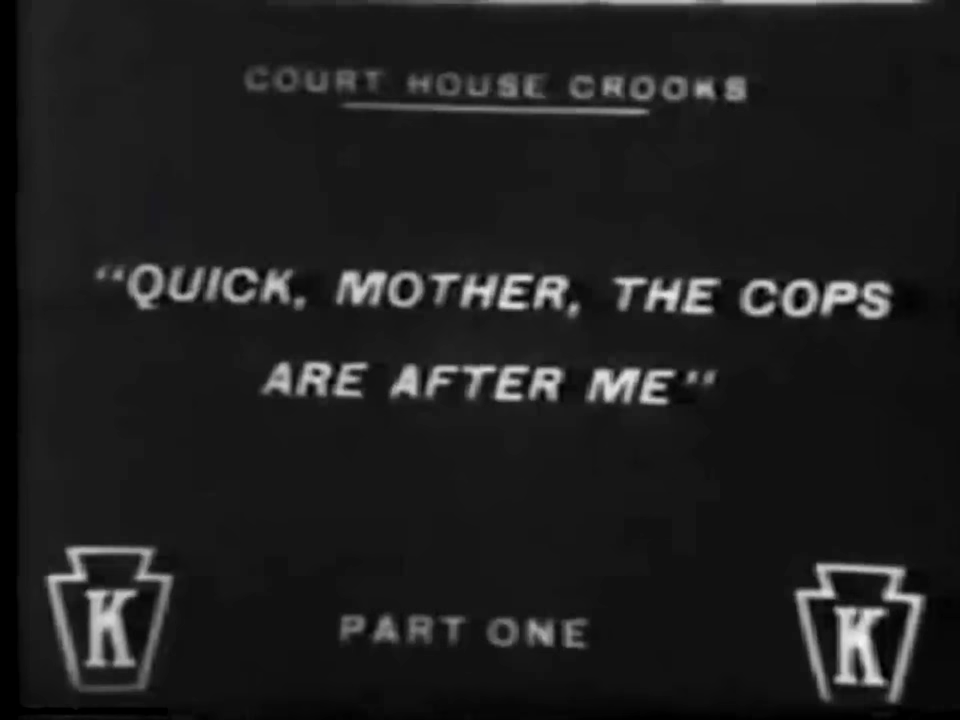 COURT HOUSE CROOKS
"QUICK, MOTHER, THE COPS
ARE AFTER ME"
K
PART ONE
K